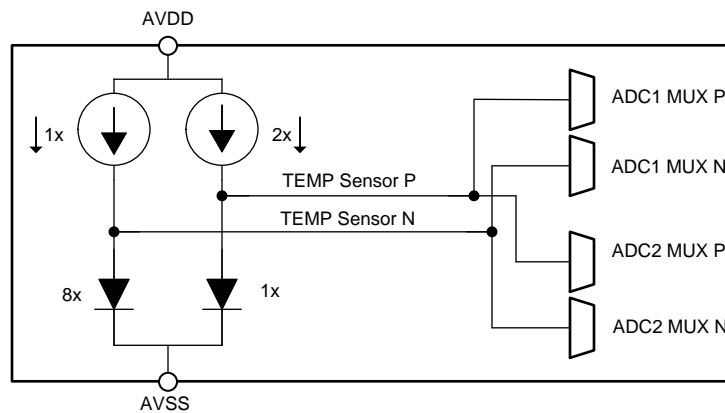 AVDD
1x
2x
ADC1 MUX P
ADC1 MUX N
TEMP Sensor P
TEMP Sensor N
ADC2 MUX P
8x
1x
ADC2 MUX N
AVSS